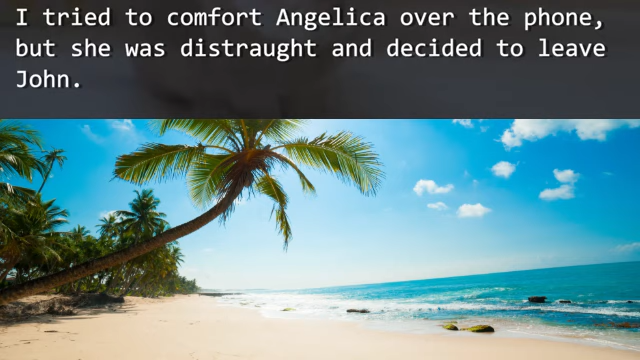 I tried to comfort Angelica over the phone,
but she was distraught and decided to leave
John.